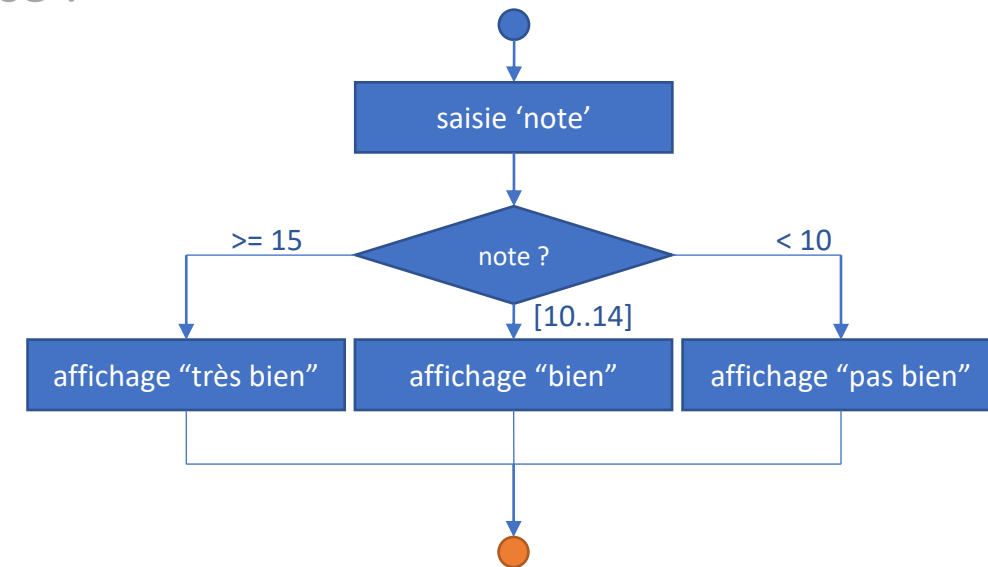 saisie ‘note’
note ?
>= 15
< 10
[10..14]
affichage “très bien”
affichage “bien”
affichage “pas bien”